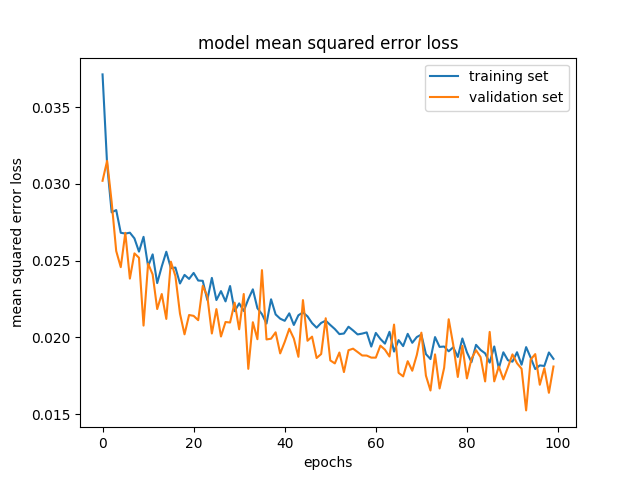 model mean squared error loss
training set
validation set
0.035
0.030
0.025
0.020
0.015
mean squared error loss
0
20
40
60
80
100
epochs